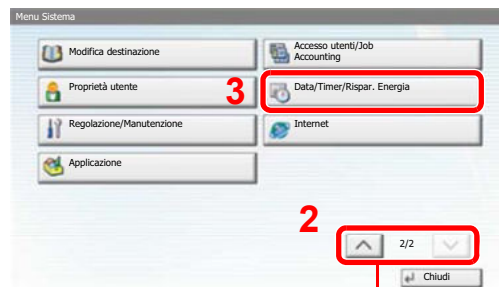 Menu Sistema
Modifica destinazione
Accesso utenti/Job
Accounting
Proprietà utente
3
Data/Timer/Rispar. Energia
Regolazione/Manutenzione
Internet
Applicazione
2
2/2
Chiudi